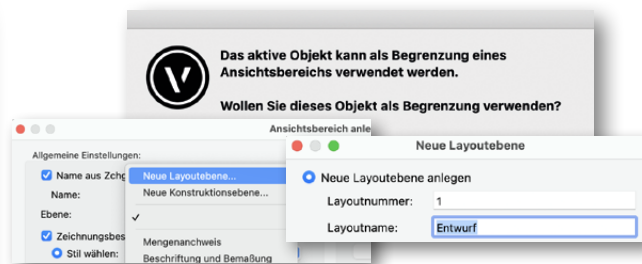 Das aktive Objekt kann als Begrenzung eines
Ansichtsbereichs verwendet werden.
Wollen Sie dieses Objekt als Begrenzung verwenden?
Ansichtsbereich anle
Allgemeine Einstellungen:
Name aus Zchg
Name:
Ebene:
Zeichnungsbes
Stil wählen:
Neue Layoutebene...
Neue Konstruktionsebene...
Mengenanchweis
Beschriftung und Bemaßung
Neue Layoutebene
Neue Layoutebene anlegen
Layoutnummer: 1
Layoutname: Entwurf